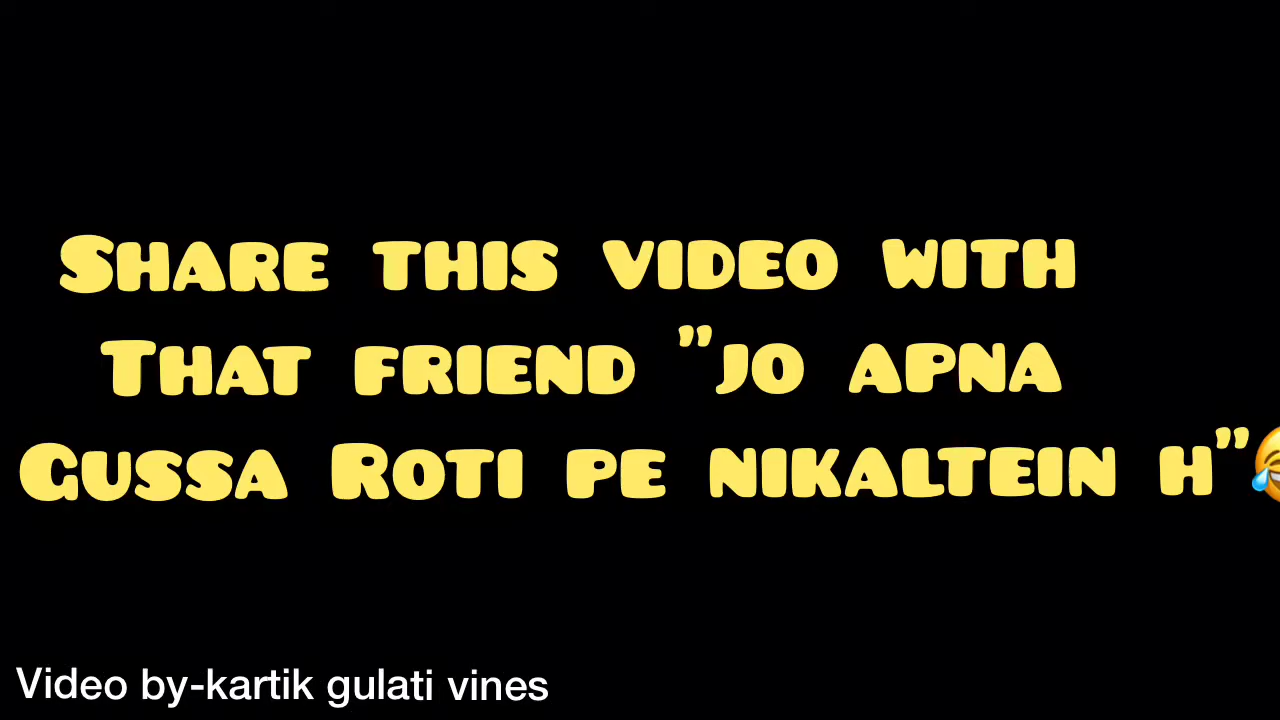 Share this video with
That friend "jo apna
Gussa Roti pe nikaltein h"😂
Video by-kartik gulati vines